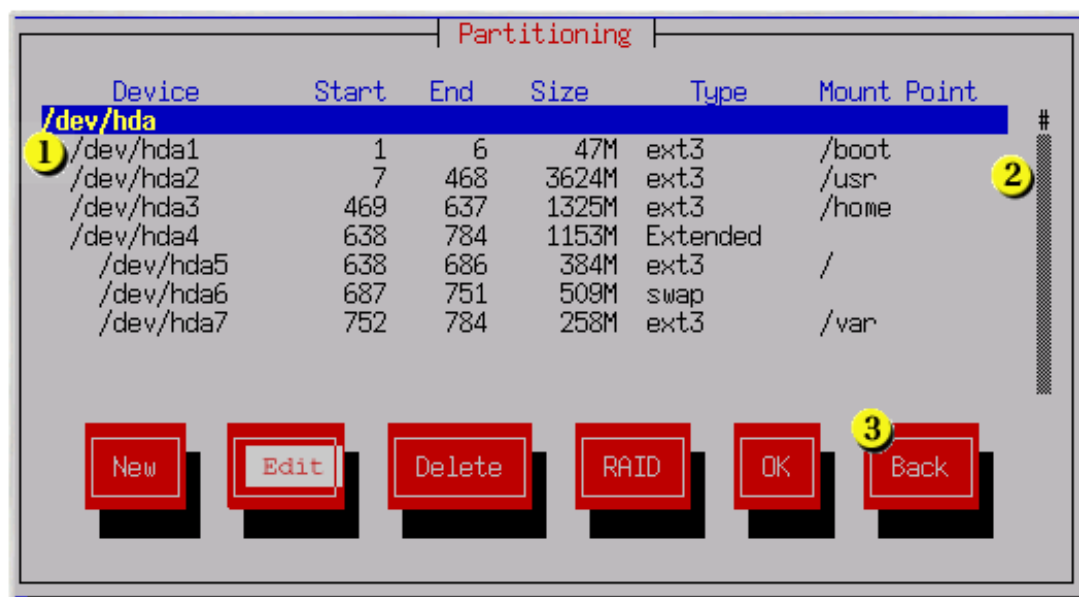 Partitioning
Device Start End Size Type Mount Point
/dev/hda #
1 /dev/hda1 1 6 47M ext3 /boot
/dev/hda2 7 468 3624M ext3 /usr 2
/dev/hda3 469 637 1325M ext3 /home
/dev/hda4 638 784 1153M Extended
/dev/hda5 638 686 384M ext3 /
/dev/hda6 687 751 509M swap
/dev/hda7 752 784 258M ext3 /var
3
New Edit Delete RAID OK Back